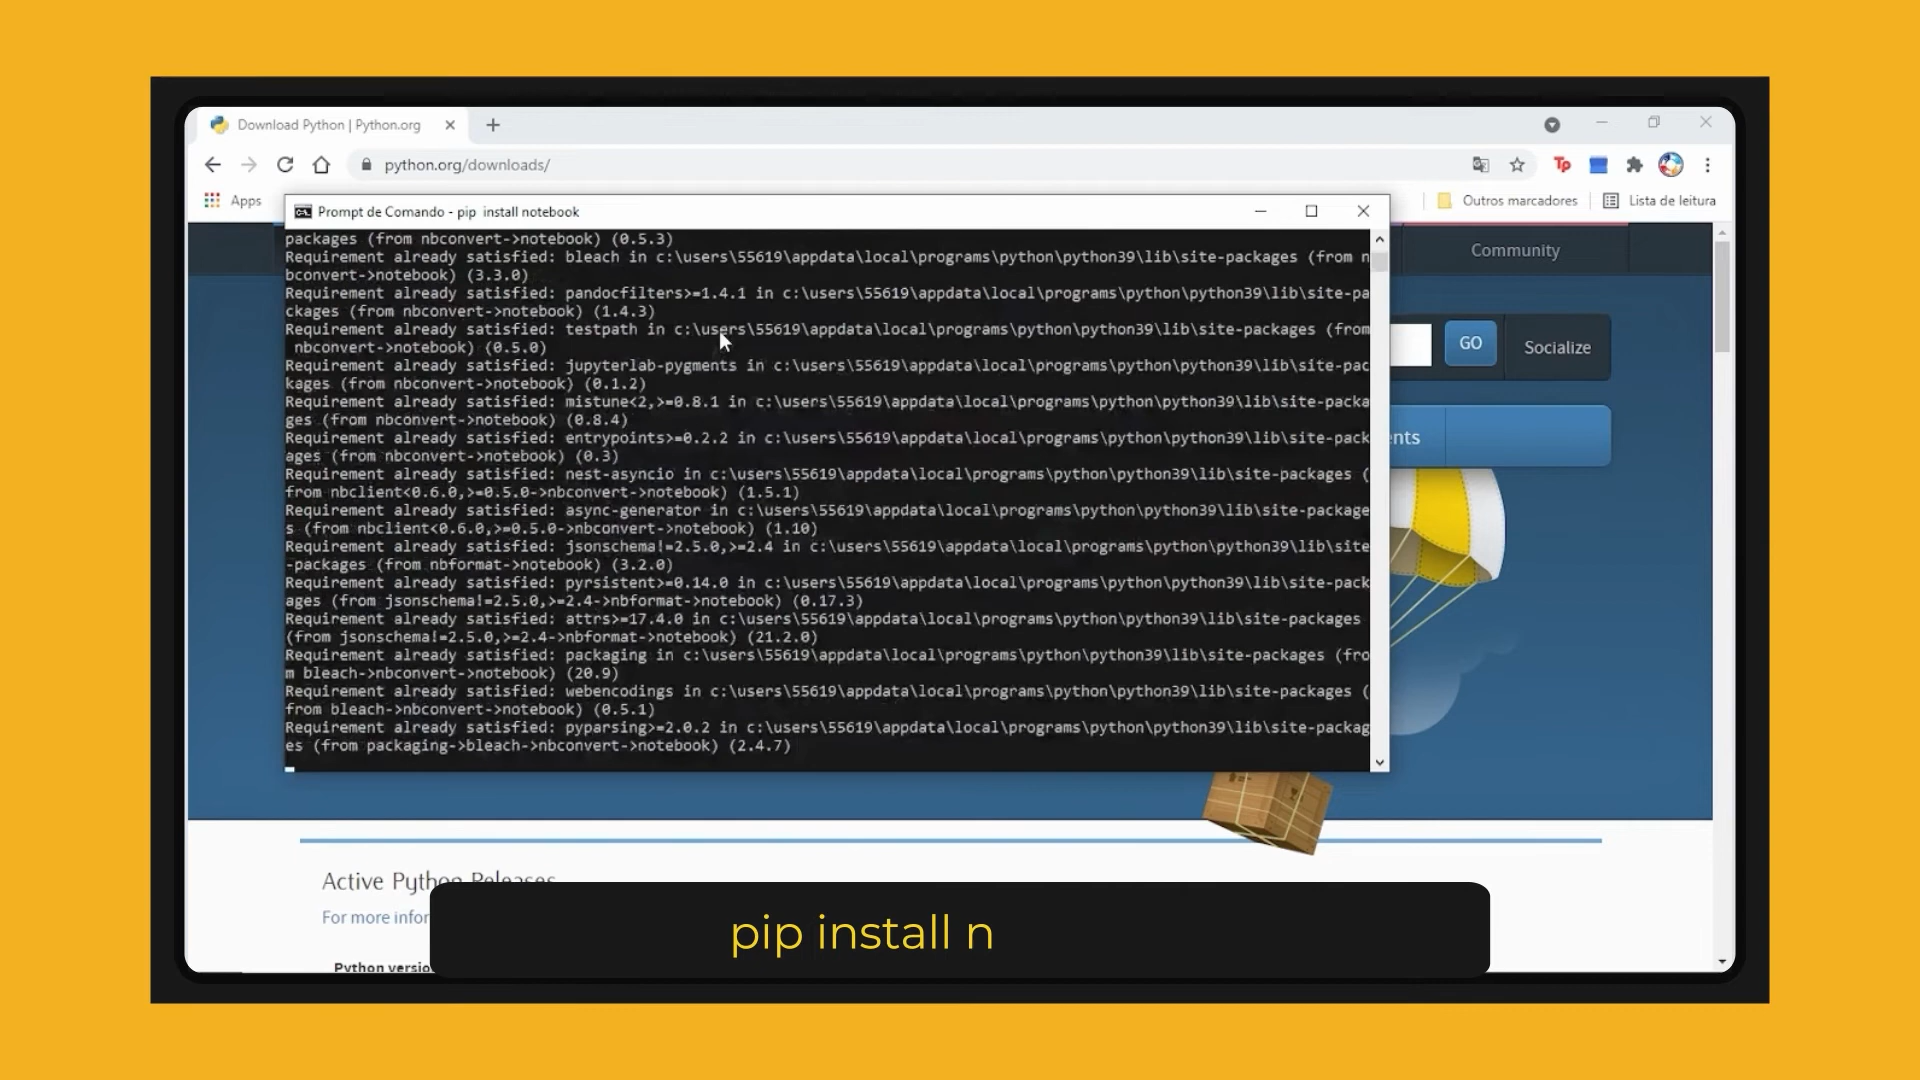 Download Python | Python.org
python.org/downloads/
Tp
Apps
Outros marcadores
Lista de leitura
Prompt de Comando - pip  install notebook
packages (from nbconvert->notebook) (0.5.3)
Requirement already satisfied: bleach in c:\users\55619\appdata\local\programs\python\python39\lib\site-packages (from n
bconvert->notebook) (3.3.0)
Requirement already satisfied: pandocfilters>=1.4.1 in c:\users\55619\appdata\local\programs\python\python39\lib\site-pa
ckages (from nbconvert->notebook) (1.4.3)
Requirement already satisfied: testpath in c:\users\55619\appdata\local\programs\python\python39\lib\site-packages (from
 nbconvert->notebook) (0.5.0)
Requirement already satisfied: jupyterlab-pygments in c:\users\55619\appdata\local\programs\python\python39\lib\site-pac
kages (from nbconvert->notebook) (0.1.2)
Requirement already satisfied: mistune<2,>=0.8.1 in c:\users\55619\appdata\local\programs\python\python39\lib\site-packa
ges (from nbconvert->notebook) (0.8.4)
Requirement already satisfied: entrypoints>=0.2.2 in c:\users\55619\appdata\local\programs\python\python39\lib\site-pack
ages (from nbconvert->notebook) (0.3)
Requirement already satisfied: nest-asyncio in c:\users\55619\appdata\local\programs\python\python39\lib\site-packages (
from nbclient<0.6.0,>=0.5.0->nbconvert->notebook) (1.5.1)
Requirement already satisfied: async-generator in c:\users\55619\appdata\local\programs\python\python39\lib\site-package
s (from nbclient<0.6.0,>=0.5.0->nbconvert->notebook) (1.10)
Requirement already satisfied: jsonschema!=2.5.0,>=2.4 in c:\users\55619\appdata\local\programs\python\python39\lib\site
-packages (from nbformat->notebook) (3.2.0)
Requirement already satisfied: pyrsistent>=0.14.0 in c:\users\55619\appdata\local\programs\python\python39\lib\site-pack
ages (from jsonschema!=2.5.0,>=2.4->nbformat->notebook) (0.17.3)
Requirement already satisfied: attrs>=17.4.0 in c:\users\55619\appdata\local\programs\python\python39\lib\site-packages
(from jsonschema!=2.5.0,>=2.4->nbformat->notebook) (21.2.0)
Requirement already satisfied: packaging in c:\users\55619\appdata\local\programs\python\python39\lib\site-packages (fro
m bleach->nbconvert->notebook) (20.9)
Requirement already satisfied: webencodings in c:\users\55619\appdata\local\programs\python\python39\lib\site-packages (
from bleach->nbconvert->notebook) (0.5.1)
Requirement already satisfied: pyparsing>=2.0.2 in c:\users\55619\appdata\local\programs\python\python39\lib\site-packag
es (from packaging->bleach->nbconvert->notebook) (2.4.7)
Community
GO
Socialize
ents
Active Python Releases
For more infor
Python versio
pip install n